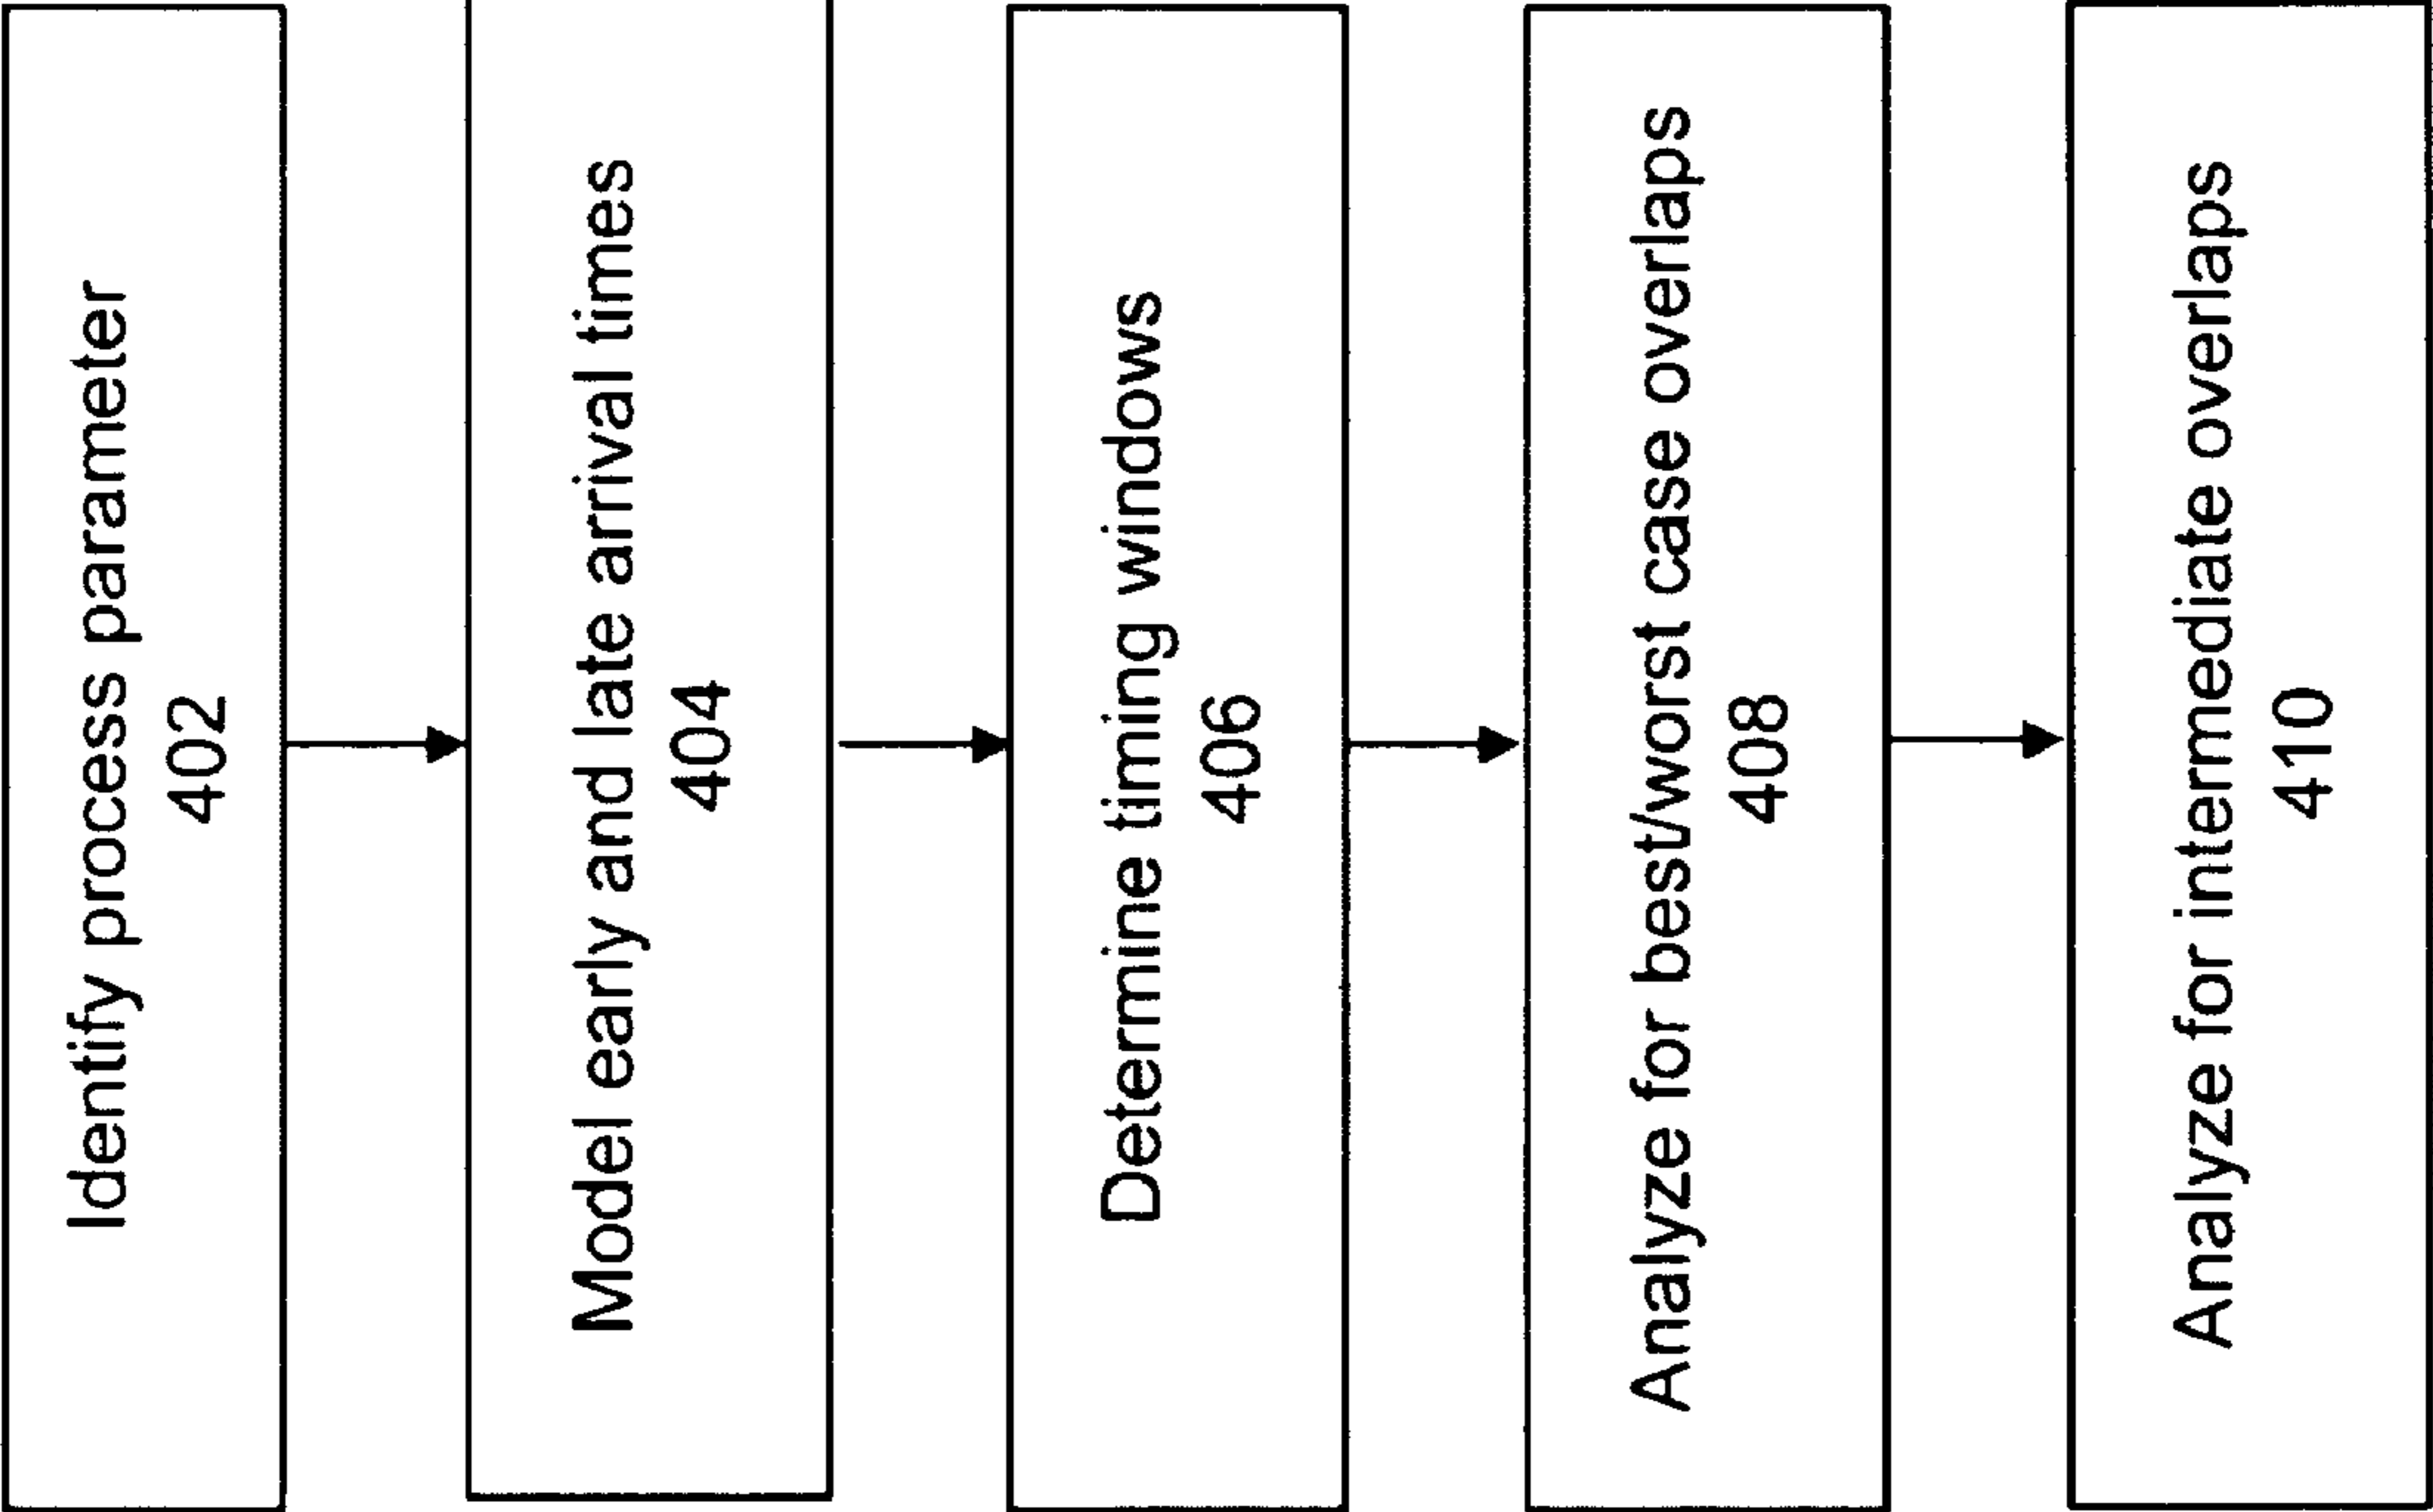 Identify process parameter
402
Model early and late arrival times
404
Determine timing windows
406
Analyze for best/worst case overlaps
408
Analyze for intermediate overlaps
410